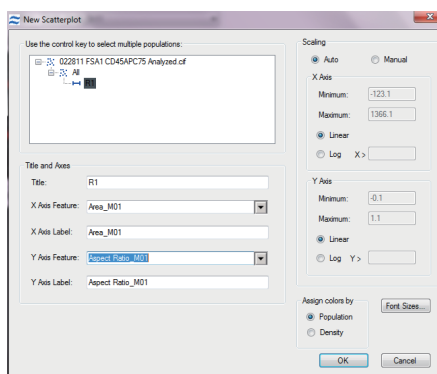 New Scatterplot
Use the control key to select multiple populations:
022811 FSA1 CD45APC75 Analyzed.cif
All
R1
Title and Axes
Title: R1
X Axis Feature: Area_M01
X Axis Label: Area_M01
Y Axis Feature: Aspect Ratio_M01
Y Axis Label: Aspect Ratio_M01
Scaling
Auto Manual
X Axis
Minimum: -123.1
Maximum: 1366.1
Linear
Log X >
Y Axis
Minimum: -0.1
Maximum: 1.1
Linear
Log Y >
Assign colors by
Population
Density
Font Sizes...
OK Cancel